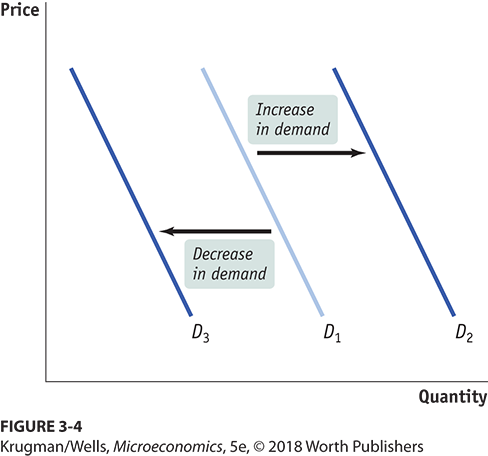 Price
Increase
in demand
Decrease
in demand
D3
D1
D2
Quantity
FIGURE 3-4
Krugman/Wells, Microeconomics, 5e, © 2018 Worth Publishers